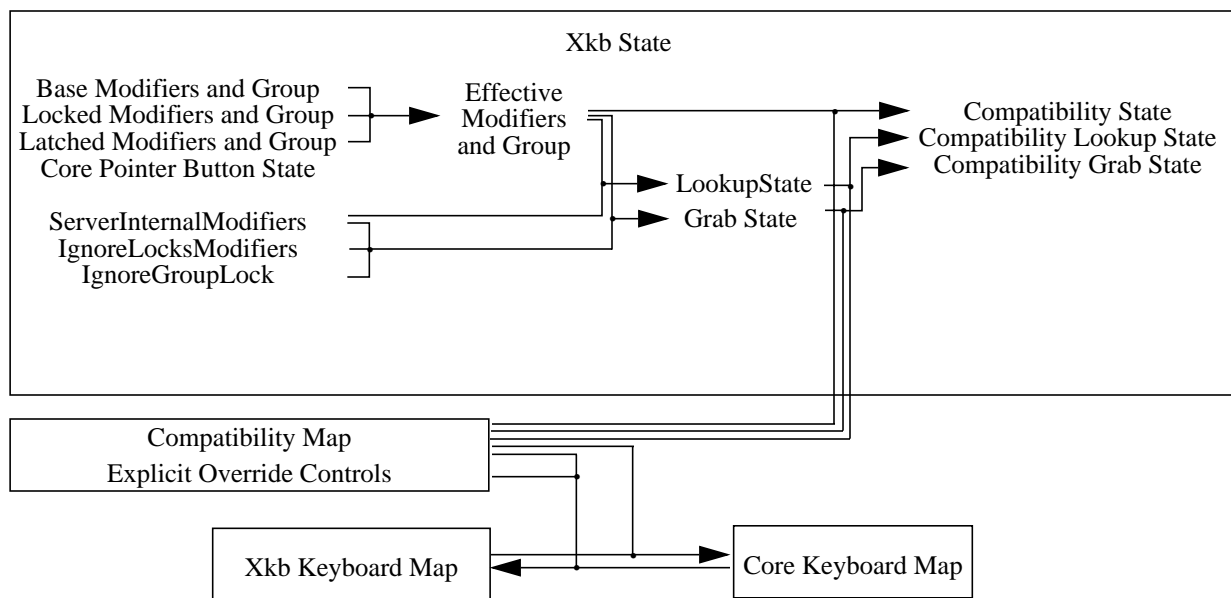 Xkb State
Base Modifiers and Group
Locked Modifiers and Group
Latched Modifiers and Group
Core Pointer Button State
ServerInternalModifiers
IgnoreLocksModifiers
IgnoreGroupLock
Effective
Modifiers
and Group
LookupState
Grab State
Compatibility State
Compatibility Lookup State
Compatibility Grab State
Compatibility Map
Explicit Override Controls
Xkb Keyboard Map
Core Keyboard Map